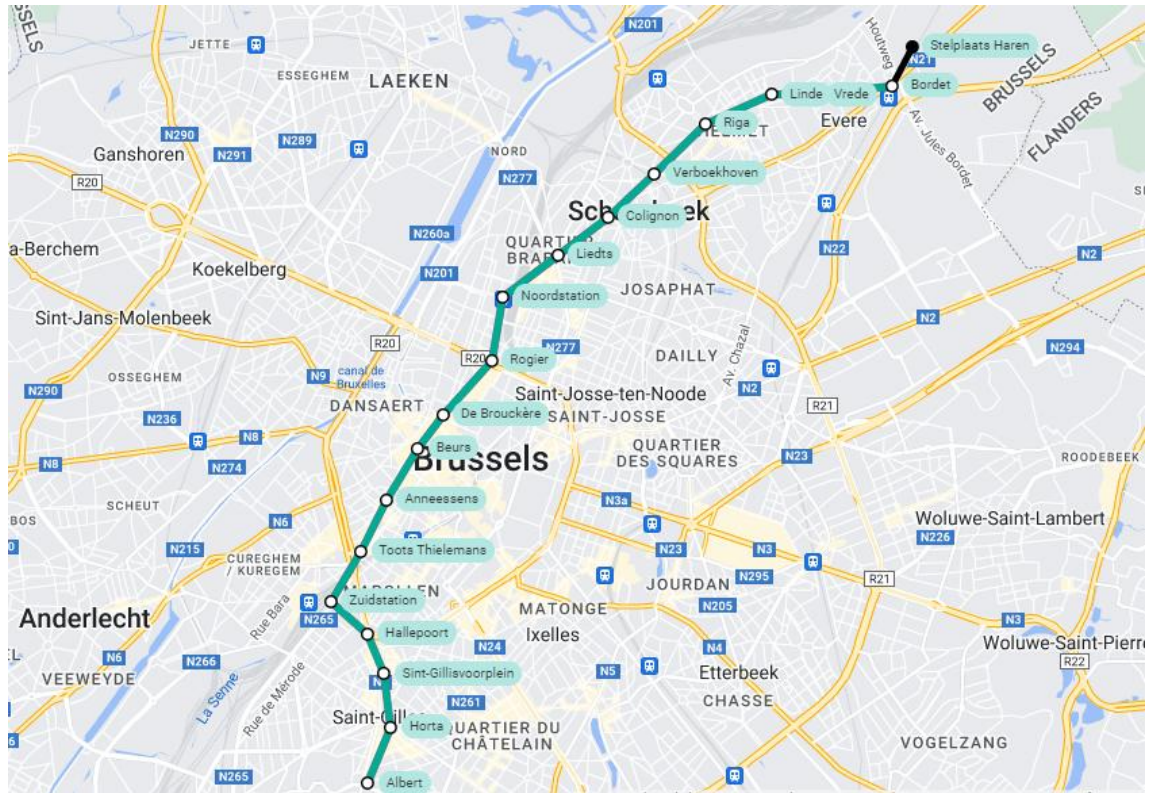 N201
JETTE
Houtweg
Stelplaats Haren
N21
BRUSSELS
ESSEGHEM
LAEKEN
Linde
Vrede
Bordet
BRUSSELS
FLANDERS
N290
N289
Riga
Evere
Av. Jules Bordet
Ganshoren
N291
NORD
R20
N277
Verboekhoven
Colignon
N260a
QUARTIER
Liedts
N22
N2
a-Berchem
Koekelberg
N201
Noordstation
JOSAPHAT
Sint-Jans-Molenbeek
N2
R20
R20
Rogier
N277
DAILLY
Av. Chazal
N294
OSSEGHEM
N9
canal de
Bruxelles
N2
N290
DANSAERT
De Brouckère
Saint-Josse-ten-Noode
SAINT-JOSSE
R21
N236
N8
N8
Beurs
Brussels
QUARTIER
DES SQUARES
N23
ROODEBEEK
N274
SCHEUT
Anneessens
N3a
BOS
N6
Woluwe-Saint-Lambert
N226
N215
CUREGHEM
/ KUREGEM
Toots Thielemans
N23
N3
N295
R21
JOURDAN
Zuidstation
MATONGE
N205
Anderlecht
Rue Bara
N265
Hallepoort
Ixelles
N3
N6
N266
N24
N4
Woluwe-Saint-Pierre
VEEWEYDE
La Senne
Rue de Mérode
Sint-Gillisvoorplein
N5
Etterbeek
R22
N261
CHASSE
Horta
QUARTIER DU
CHÂTELAIN
VOGELZANG
N265
Albert